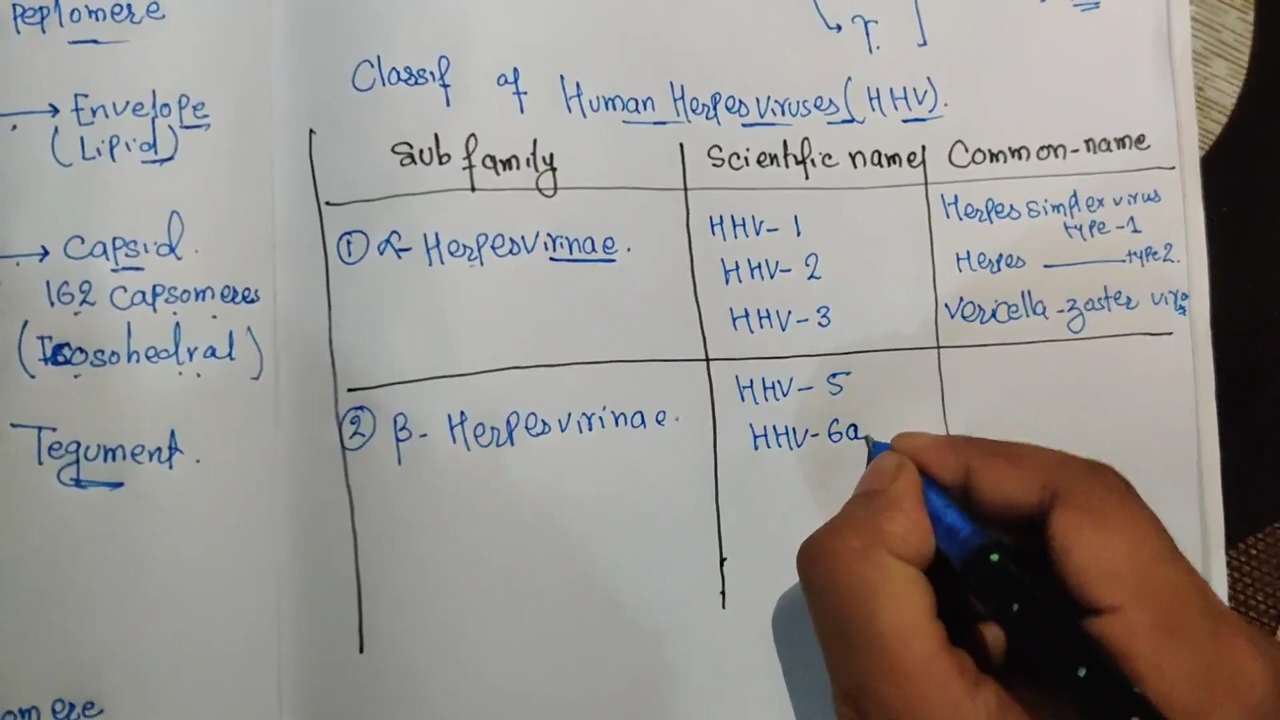 peplomere
→ Envelope
(Lipid)
→ Capsid.
162 Capsomeres
(Icosohedral)
Tegument.
omere
↳ T. ]
Classif of Human Herpesviruses (HHV).
Sub family Scientific name Common-name
① α- Herpesvirinae. HHV-1 Herpes simplex virus type-1
HHV-2 Herpes ——— type 2.
HHV-3 Vericella-zaster virus
② β- Herpesvirinae. HHV-5
HHV-6a